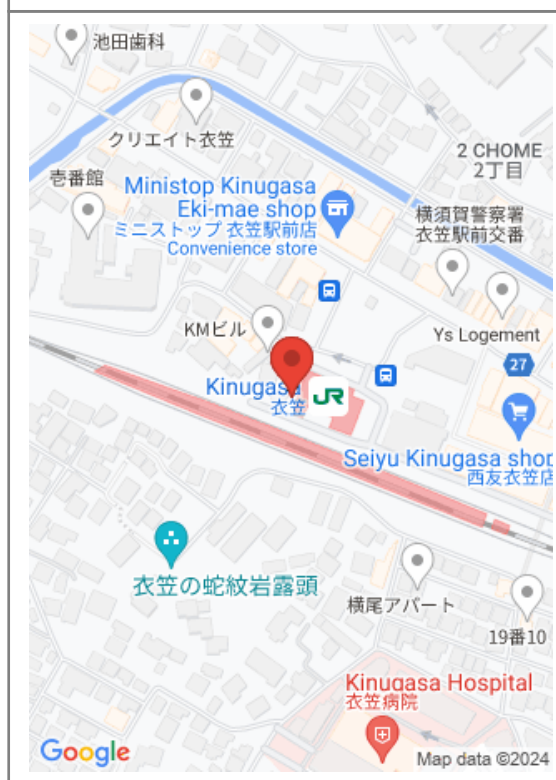 池田歯科
クリエイト衣笠
2 CHOME
2丁目
壱番館
Ministop Kinugasa
Eki-mae shop
ミニストップ 衣笠駅前店
Convenience store
横須賀警察署
衣笠駅前交番
KMビル
Ys Logement
27
Kinugasa
衣笠
JR
Seiyu Kinugasa shop
西友衣笠店
衣笠の蛇紋岩露頭
横尾アパート
19番10
Kinugasa Hospital
衣笠病院
Google
Map data ©2024